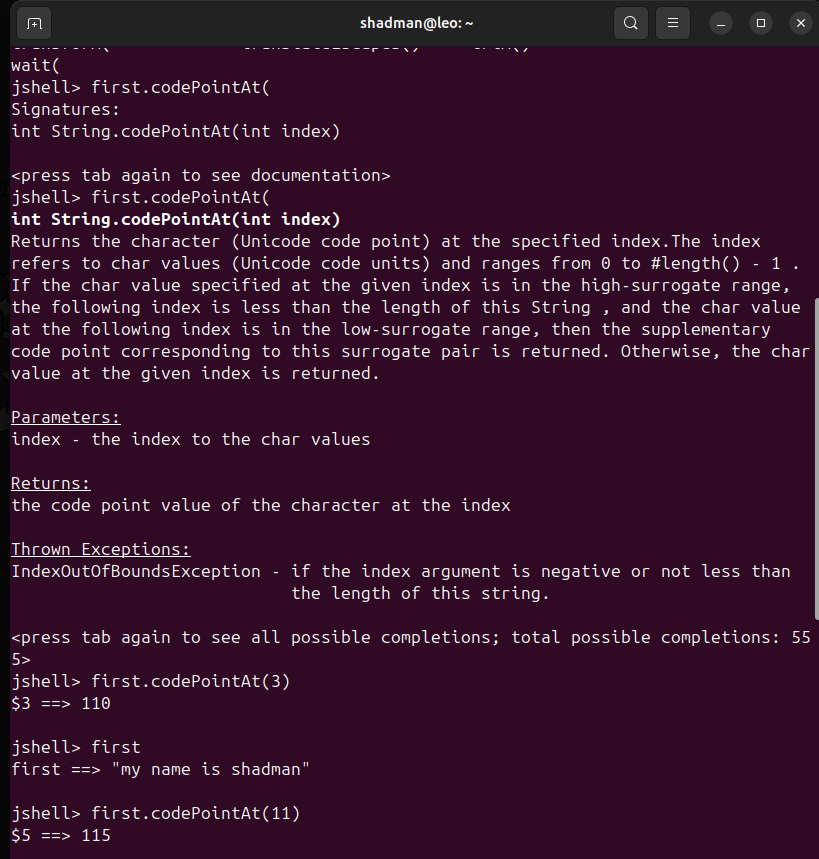 shadman@leo: ~
wait(
jshell> first.codePointAt(
Signatures:
int String.codePointAt(int index)
<press tab again to see documentation>
jshell> first.codePointAt(
int String.codePointAt(int index)
Returns the character (Unicode code point) at the specified index.The index
refers to char values (Unicode code units) and ranges from 0 to #length() - 1 .
If the char value specified at the given index is in the high-surrogate range,
the following index is less than the length of this String , and the char value
at the following index is in the low-surrogate range, then the supplementary
code point corresponding to this surrogate pair is returned. Otherwise, the char
value at the given index is returned.
Parameters:
index - the index to the char values
Returns:
the code point value of the character at the index
Thrown Exceptions:
IndexOutOfBoundsException - if the index argument is negative or not less than
the length of this string.
<press tab again to see all possible completions; total possible completions: 55
5>
jshell> first.codePointAt(3)
$3 ==> 110
jshell> first
first ==> "my name is shadman"
jshell> first.codePointAt(11)
$5 ==> 115